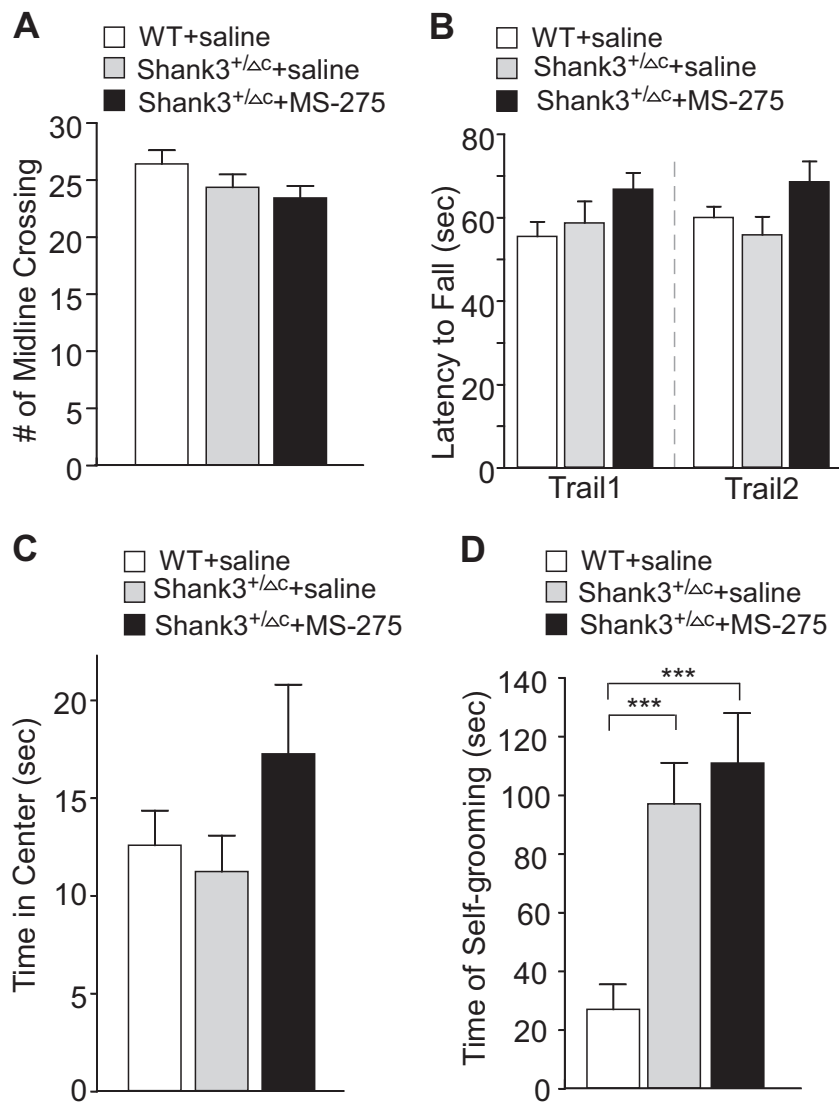 A
WT+saline
Shank3+/△C+saline
Shank3+/△C+MS-275
# of Midline Crossing
30
25
20
15
10
5
0
B
WT+saline
Shank3+/△C+saline
Shank3+/△C+MS-275
Latency to Fall (sec)
80
60
40
20
0
Trail1
Trail2
C
WT+saline
Shank3+/△C+saline
Shank3+/△C+MS-275
Time in Center (sec)
20
15
10
5
0
D
WT+saline
Shank3+/△C+saline
Shank3+/△C+MS-275
Time of Self-grooming (sec)
140
120
100
80
60
40
20
0
***
***